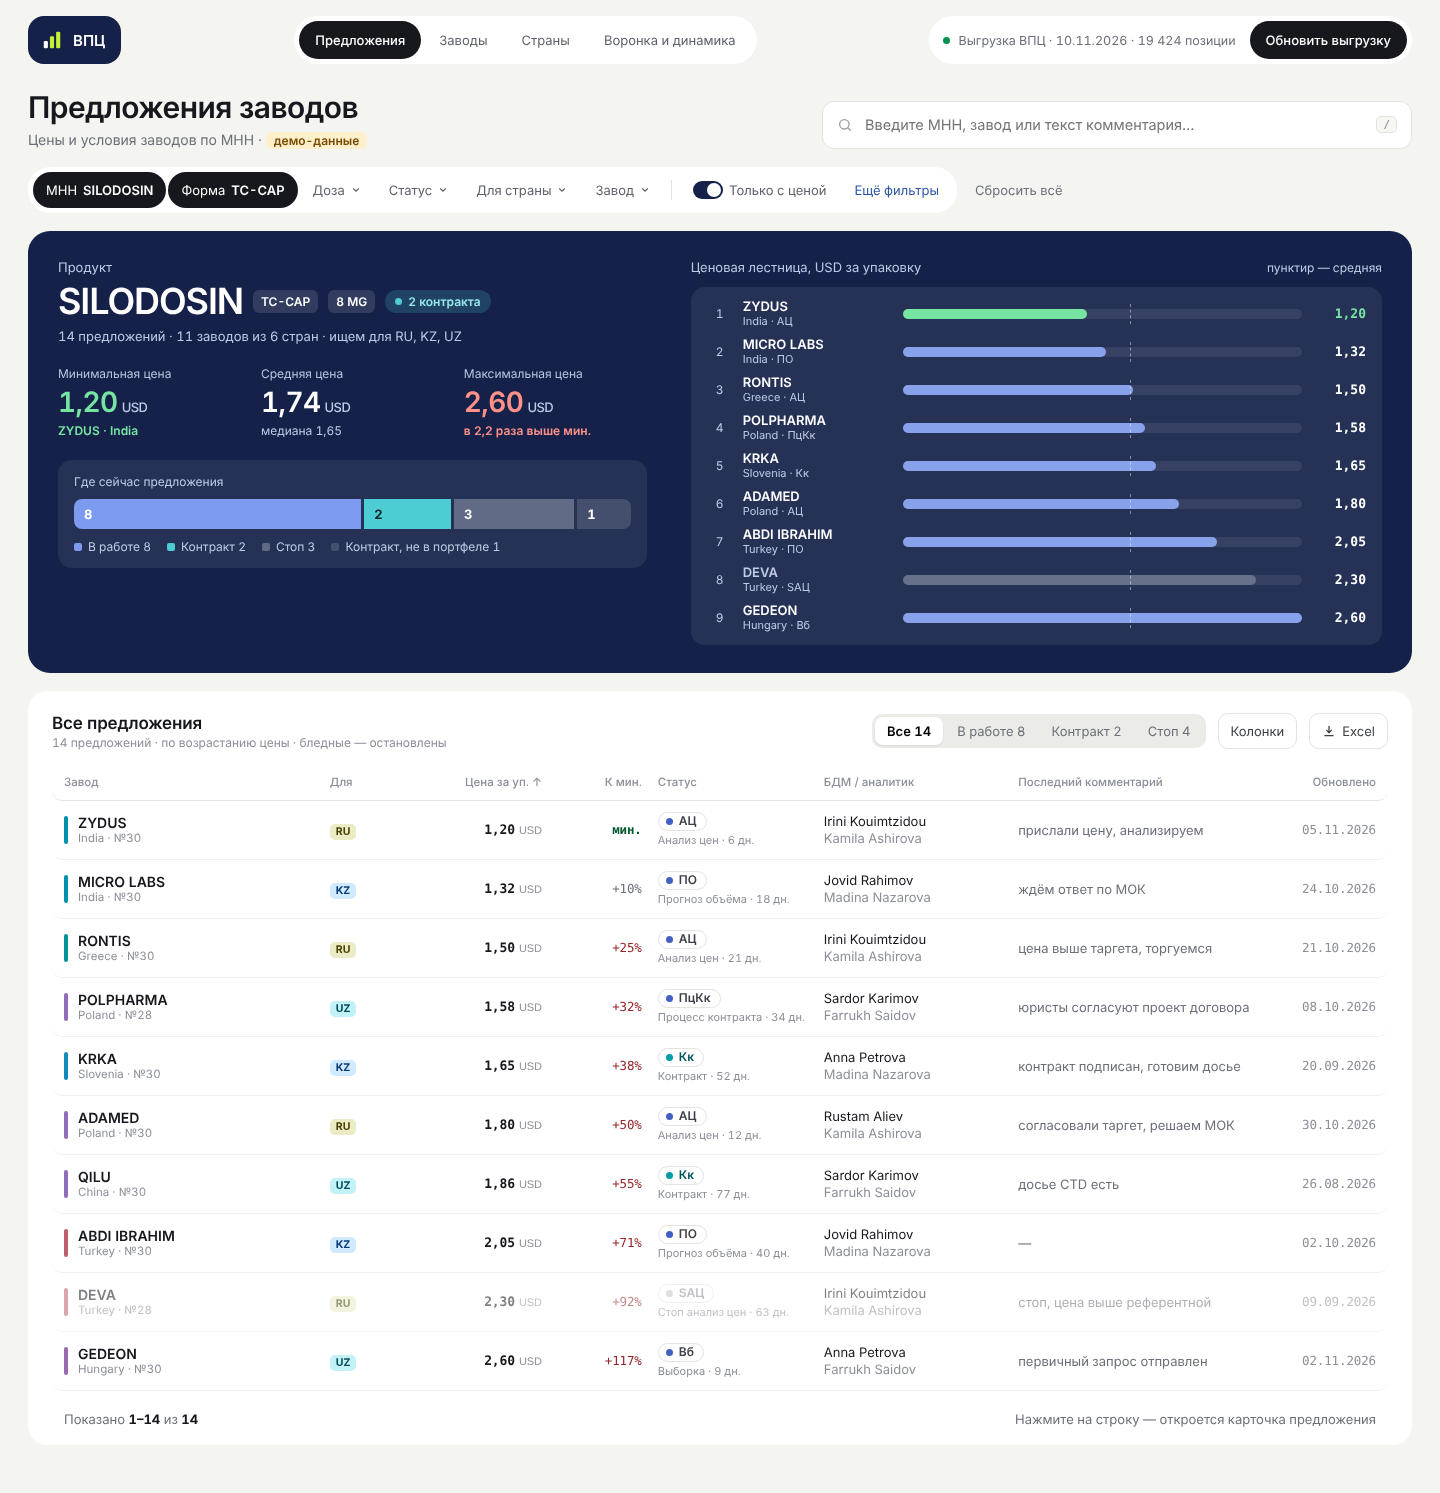 ВПЦ
Предложения Заводы Страны Воронка и динамика
Выгрузка ВПЦ · 10.11.2026 · 19 424 позиции Обновить выгрузку
Предложения заводов
Цены и условия заводов по МНН · демо-данные
Введите МНН, завод или текст комментария... /
МНН SILODOSIN Форма TC-CAP Доза Статус Для страны Завод Только с ценой Ещё фильтры Сбросить всё
Продукт
SILODOSIN TC-CAP 8 MG 2 контракта
14 предложений · 11 заводов из 6 стран · ищем для RU, KZ, UZ
Минимальная цена Средняя цена Максимальная цена
1,20 USD 1,74 USD 2,60 USD
ZYDUS · India медиана 1,65 в 2,2 раза выше мин.
Где сейчас предложения
8 2 3 1
В работе 8 Контракт 2 Стоп 3 Контракт, не в портфеле 1
Ценовая лестница, USD за упаковку пунктир — средняя
1 ZYDUS 1,20
India · АЦ
2 MICRO LABS 1,32
India · ПО
3 RONTIS 1,50
Greece · АЦ
4 POLPHARMA 1,58
Poland · ПцКк
5 KRKA 1,65
Slovenia · Кк
6 ADAMED 1,80
Poland · АЦ
7 ABDI IBRAHIM 2,05
Turkey · ПО
8 DEVA 2,30
Turkey · SАЦ
9 GEDEON 2,60
Hungary · Вб
Все предложения
14 предложений · по возрастанию цены · бледные — остановлены
Все 14 В работе 8 Контракт 2 Стоп 4 Колонки Excel
Завод Для Цена за уп. ↑ К мин. Статус БДМ / аналитик Последний комментарий Обновлено
ZYDUS RU 1,20 USD мин. АЦ Irini Kouimtzidou прислали цену, анализируем 05.11.2026
India · №30 Анализ цен · 6 дн. Kamila Ashirova
MICRO LABS KZ 1,32 USD +10% ПО Jovid Rahimov ждём ответ по МОК 24.10.2026
India · №30 Прогноз объёма · 18 дн. Madina Nazarova
RONTIS RU 1,50 USD +25% АЦ Irini Kouimtzidou цена выше таргета, торгуемся 21.10.2026
Greece · №30 Анализ цен · 21 дн. Kamila Ashirova
POLPHARMA UZ 1,58 USD +32% ПцКк Sardor Karimov юристы согласуют проект договора 08.10.2026
Poland · №28 Процесс контракта · 34 дн. Farrukh Saidov
KRKA KZ 1,65 USD +38% Кк Anna Petrova контракт подписан, готовим досье 20.09.2026
Slovenia · №30 Контракт · 52 дн. Madina Nazarova
ADAMED RU 1,80 USD +50% АЦ Rustam Aliev согласовали таргет, решаем МОК 30.10.2026
Poland · №30 Анализ цен · 12 дн. Kamila Ashirova
QILU UZ 1,86 USD +55% Кк Sardor Karimov досье CTD есть 26.08.2026
China · №30 Контракт · 77 дн. Farrukh Saidov
ABDI IBRAHIM KZ 2,05 USD +71% ПО Jovid Rahimov — 02.10.2026
Turkey · №30 Прогноз объёма · 40 дн. Madina Nazarova
DEVA RU 2,30 USD +92% SАЦ Irini Kouimtzidou стоп, цена выше референтной 09.09.2026
Turkey · №28 Стоп анализ цен · 63 дн. Kamila Ashirova
GEDEON UZ 2,60 USD +117% Вб Anna Petrova первичный запрос отправлен 02.11.2026
Hungary · №30 Выборка · 9 дн. Farrukh Saidov
Показано 1–14 из 14 Нажмите на строку — откроется карточка предложения